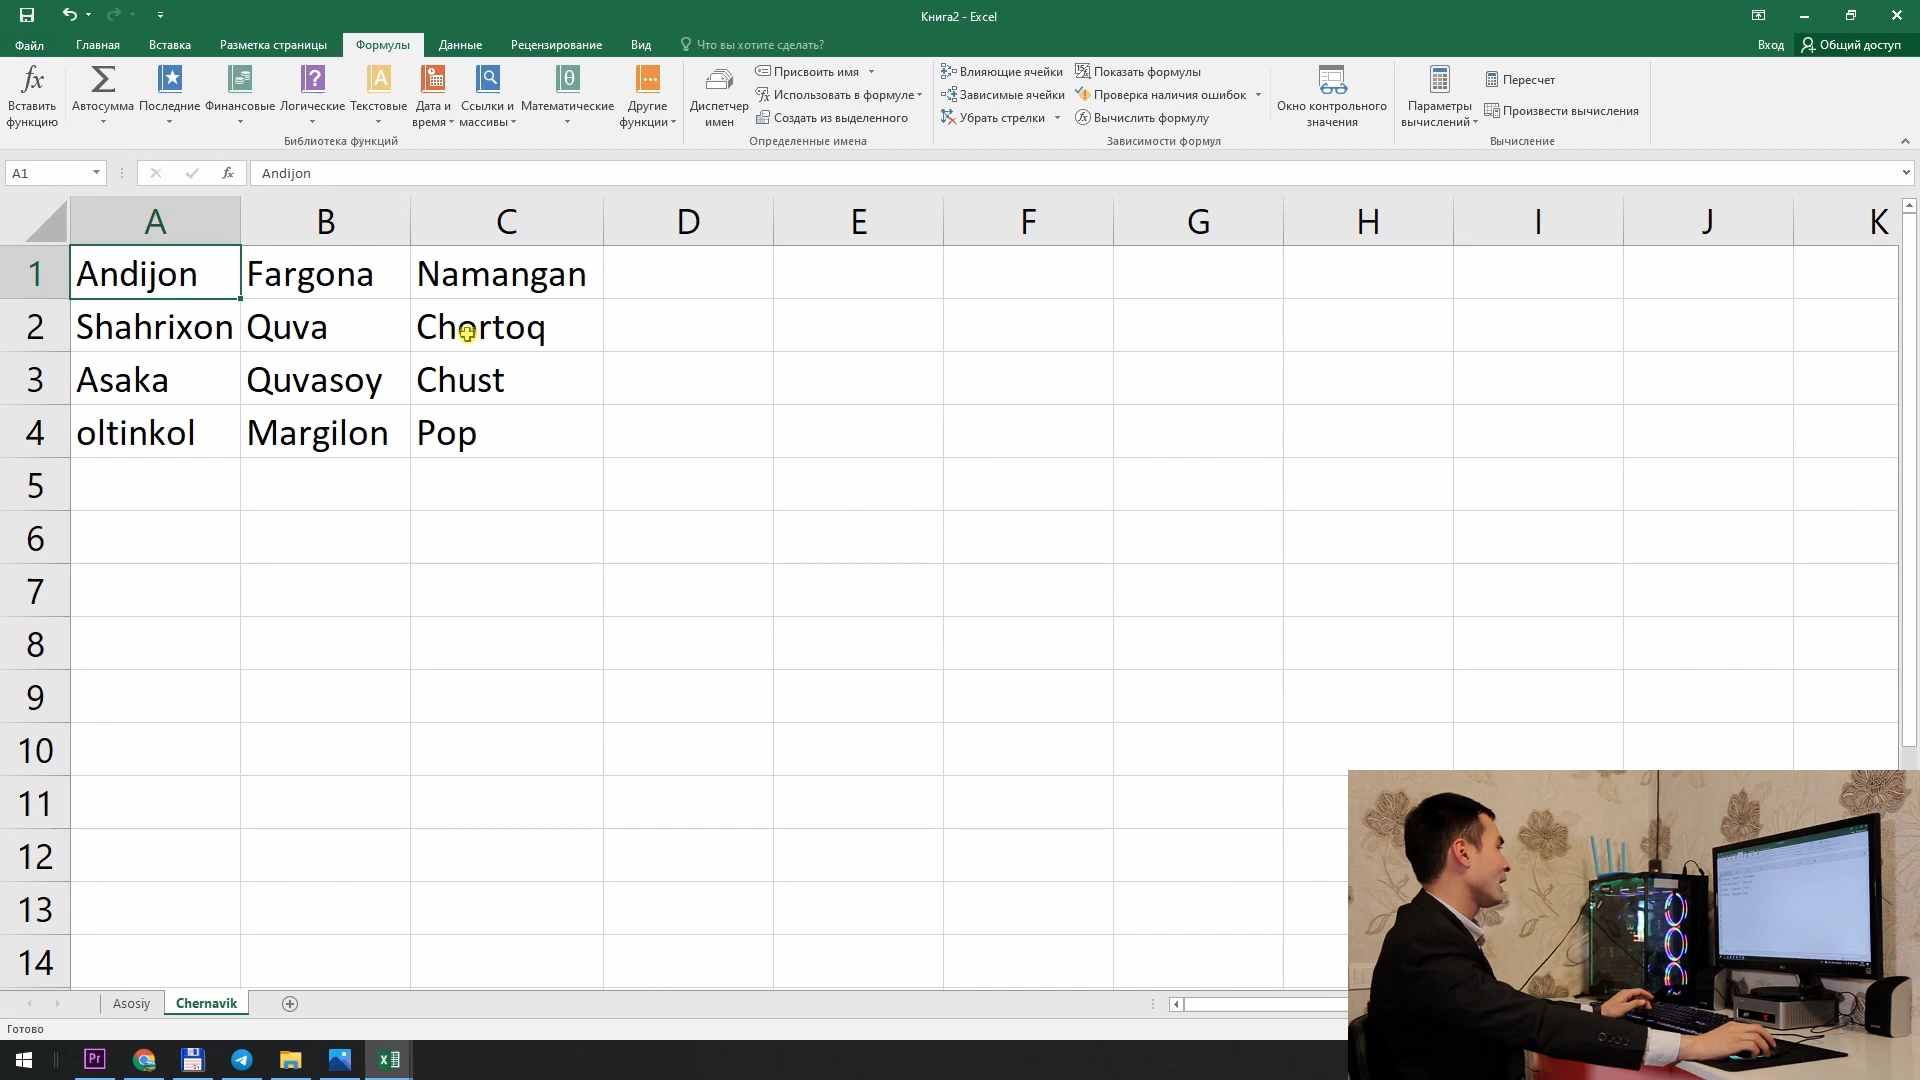 Книга2 - Excel
Файл Главная Вставка Разметка страницы Формулы Данные Рецензирование Вид Что вы хотите сделать? Вход Общий доступ
Вставить функцию
Автосумма
Последние
Финансовые
Логические
Текстовые
Дата и время
Ссылки и массивы
Математические
Другие функции
Библиотека функций
Диспетчер имен
Присвоить имя
Использовать в формуле
Создать из выделенного
Определенные имена
Влияющие ячейки
Зависимые ячейки
Убрать стрелки
Показать формулы
Проверка наличия ошибок
Вычислить формулу
Зависимости формул
Окно контрольного значения
Параметры вычислений
Пересчет
Произвести вычисления
Вычисление
A1 fx Andijon
A B C D E F G H I J K
1 Andijon Fargona Namangan
2 Shahrixon Quva Chortoq
3 Asaka Quvasoy Chust
4 oltinkol Margilon Pop
5
6
7
8
9
10
11
12
13
14
Asosiy Chernavik
Готово